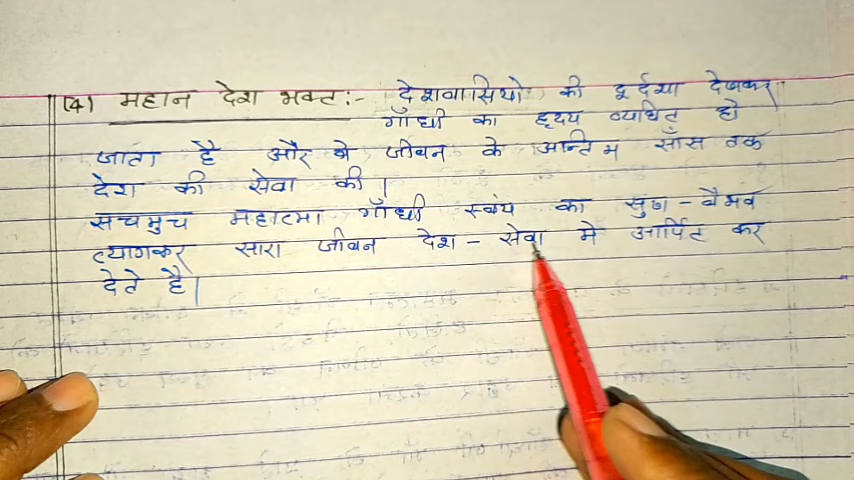 (4) महान देश भक्त:- देशवासियो की दुर्दशा देखकर
गाँधी का हृदय व्यथित हो
जाता है और वे जीवन के अन्तिम साँस तक
देश की सेवा की।
सचमुच महात्मा गाँधी स्वंय का सुख - वैभव
त्यागकर सारा जीवन देश - सेवा मे अर्पित कर
देते है।